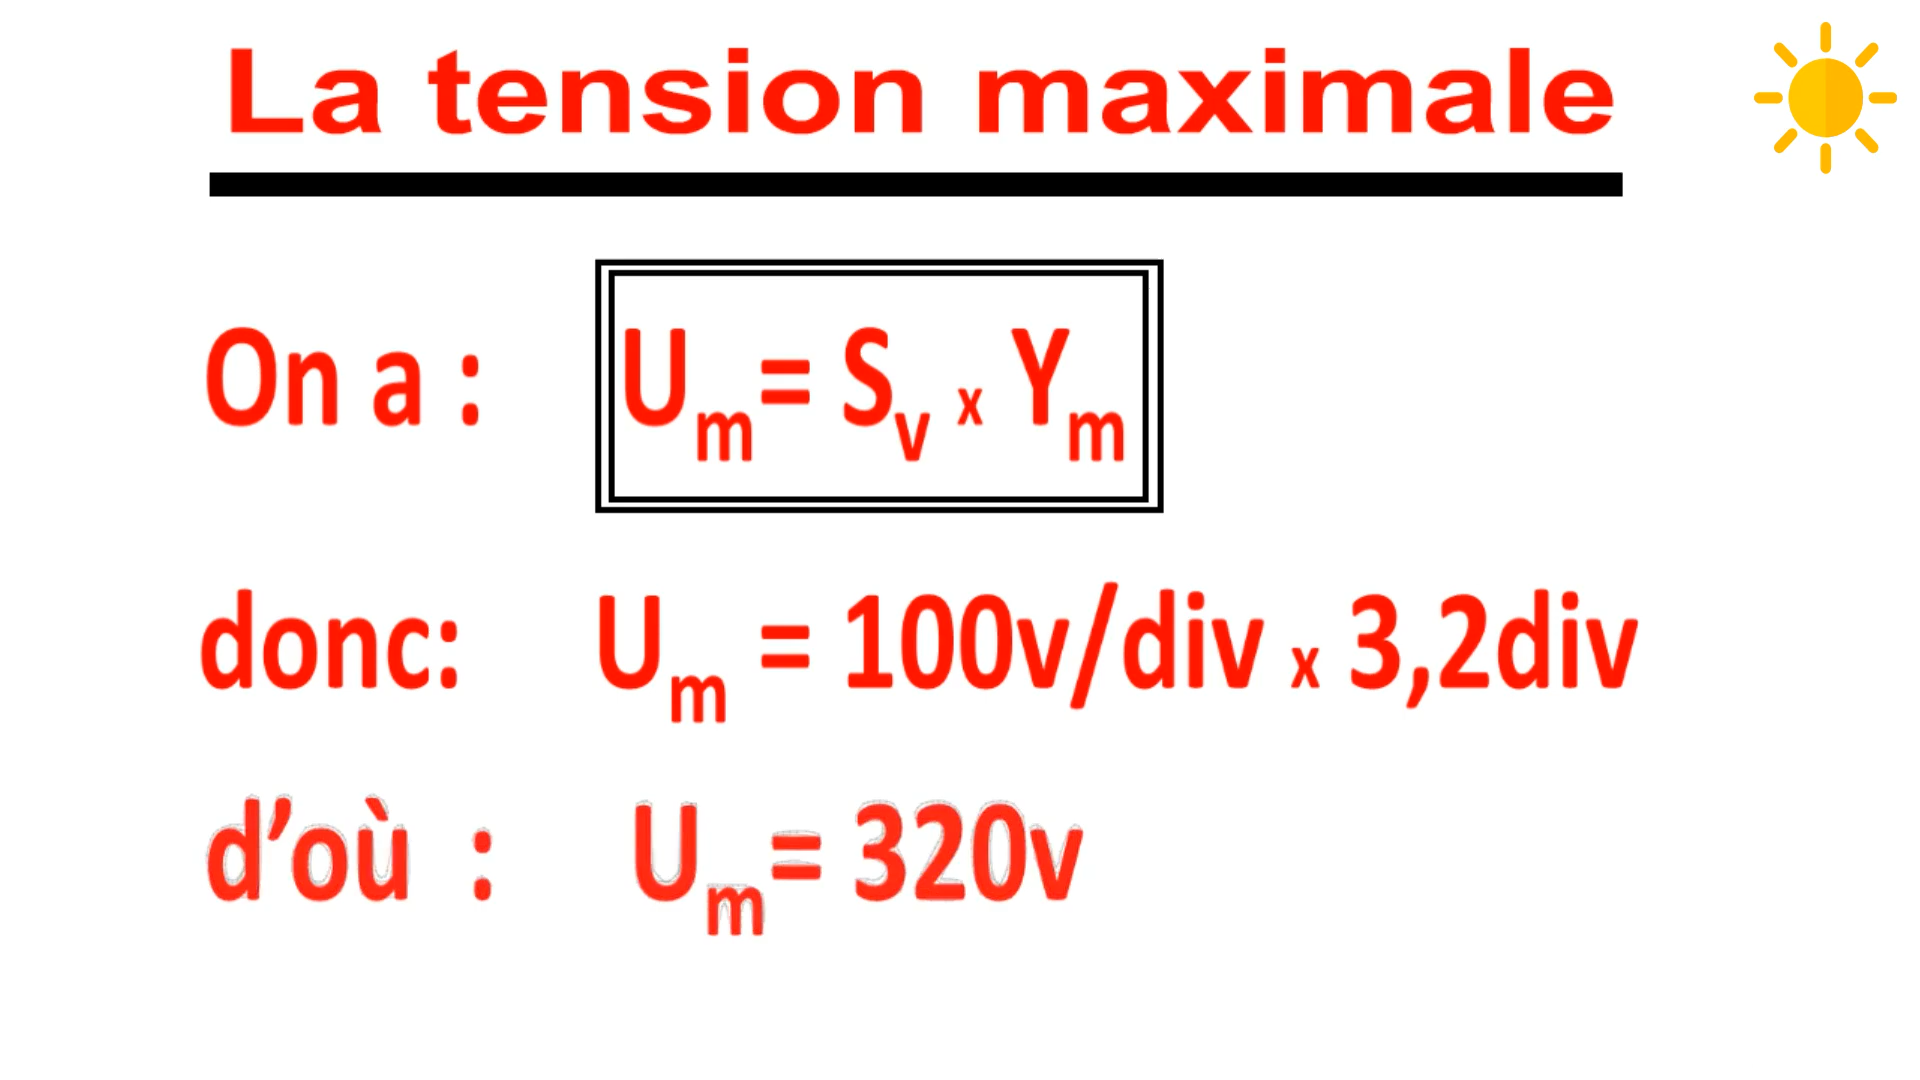 La tension maximale
On a : Um= Sv x Ym
donc: Um = 100v/div x 3,2div
d’où : Um= 320v